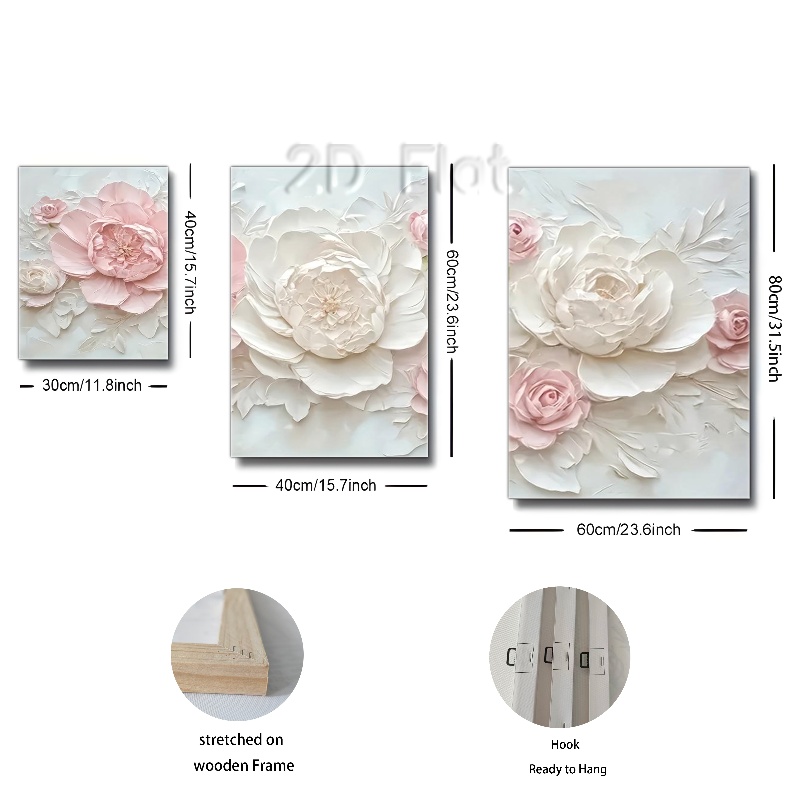 2D Flat
40cm/15.7inch
30cm/11.8inch
60cm/23.6inch
40cm/15.7inch
80cm/31.5inch
60cm/23.6inch
stretched on
wooden Frame
Hook
Ready to Hang